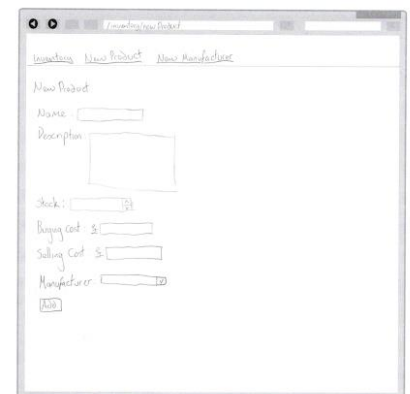 /inventory/new Product
Inventory New Product New Manufacturer
New Product
Name
Description
Stock:
Buying cost $
Selling Cost $
Manufacturer
Add